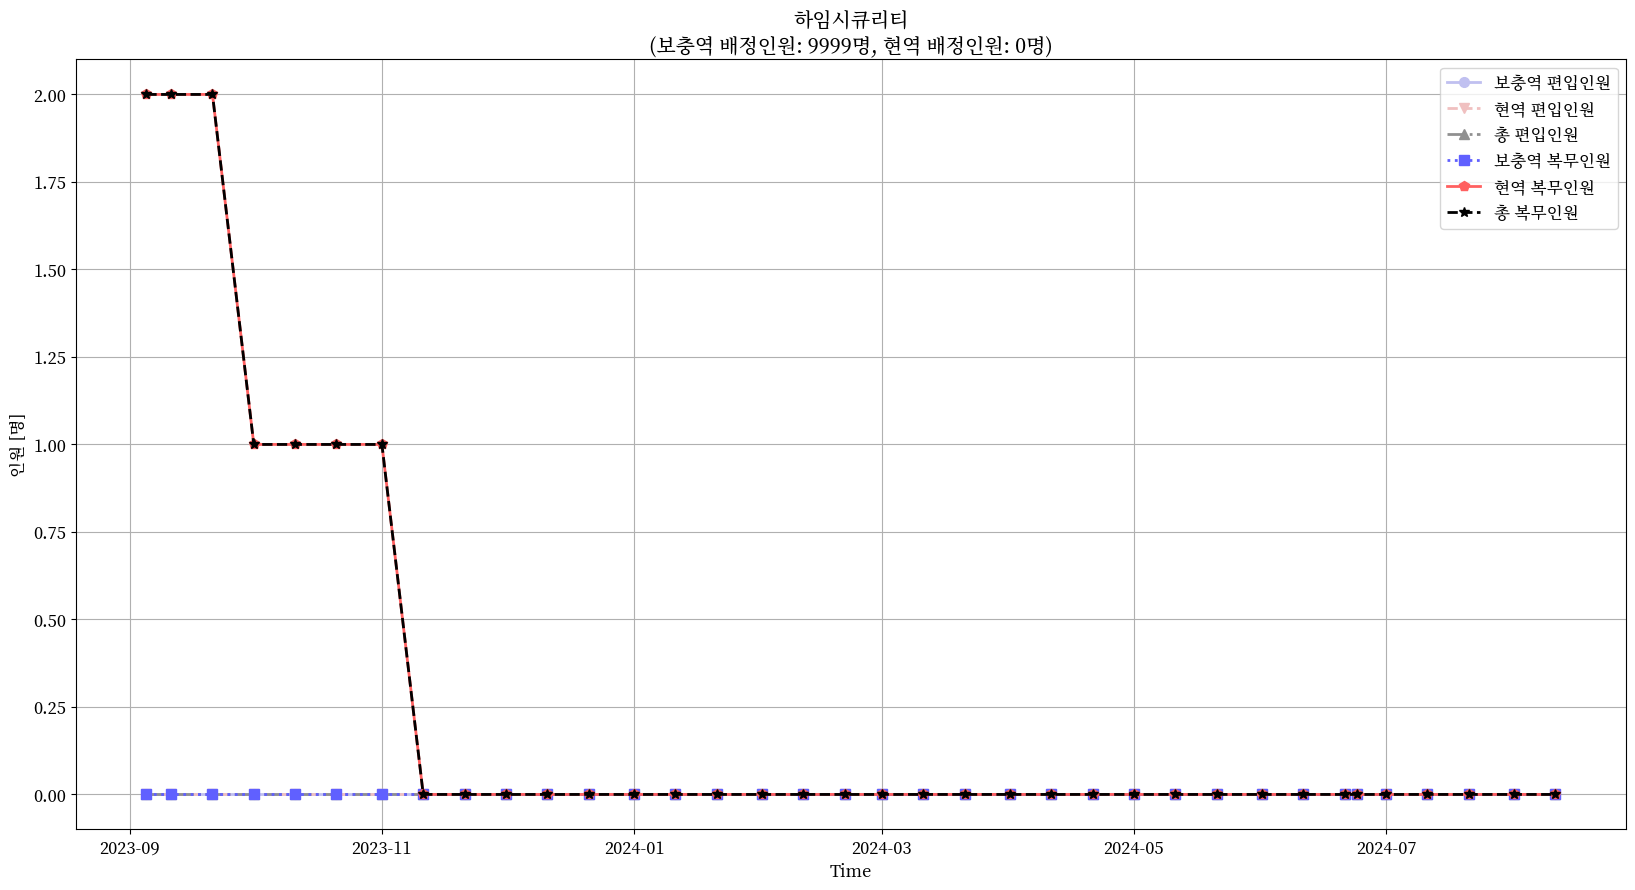 하임시큐리티
(보충역 배정인원: 9999명, 현역 배정인원: 0명)
보충역 편입인원
현역 편입인원
총 편입인원
보충역 복무인원
현역 복무인원
총 복무인원
인원 [명]
2.00
1.75
1.50
1.25
1.00
0.75
0.50
0.25
0.00
2023-09 2023-11 2024-01 2024-03 2024-05 2024-07
Time